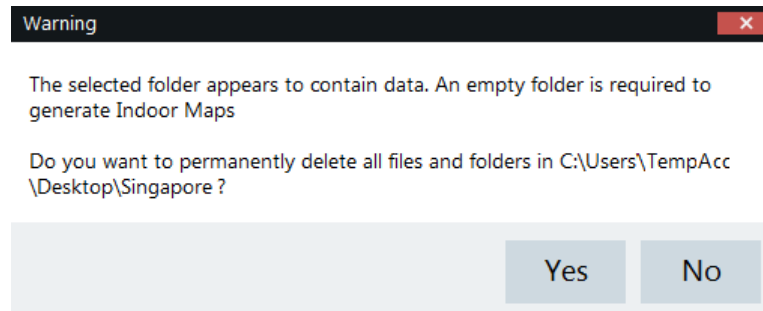 Warning
The selected folder appears to contain data. An empty folder is required to
generate Indoor Maps
Do you want to permanently delete all files and folders in C:\Users\TempAcc
\Desktop\Singapore ?
Yes No